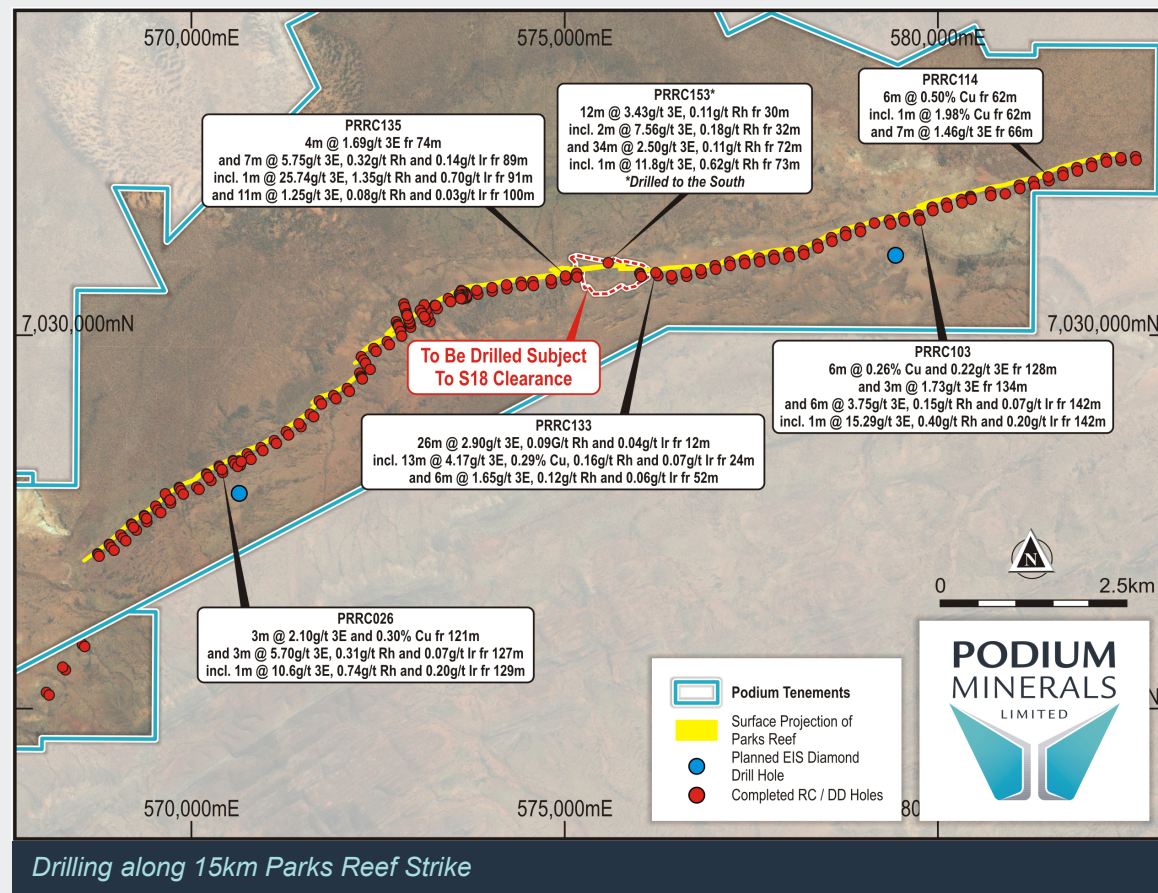 570,000mE
575,000mE
580,000mE
PRRC114
6m @ 0.50% Cu fr 62m
incl. 1m @ 1.98% Cu fr 62m
and 7m @ 1.46g/t 3E fr 66m
PRRC153*
12m @ 3.43g/t 3E, 0.11g/t Rh fr 30m
incl. 2m @ 7.56g/t 3E, 0.18g/t Rh fr 32m
and 34m @ 2.50g/t 3E, 0.11g/t Rh fr 72m
incl. 1m @ 11.8g/t 3E, 0.62g/t Rh fr 73m
*Drilled to the South
PRRC135
4m @ 1.69g/t 3E fr 74m
and 7m @ 5.75g/t 3E, 0.32g/t Rh and 0.14g/t Ir fr 89m
incl. 1m @ 25.74g/t 3E, 1.35g/t Rh and 0.70g/t Ir fr 91m
and 11m @ 1.25g/t 3E, 0.08g/t Rh and 0.03g/t Ir fr 100m
7,030,000mN
7,030,000mN
To Be Drilled Subject
To S18 Clearance
PRRC103
6m @ 0.26% Cu and 0.22g/t 3E fr 128m
and 3m @ 1.73g/t 3E fr 134m
and 6m @ 3.75g/t 3E, 0.15g/t Rh and 0.07g/t Ir fr 142m
incl. 1m @ 15.29g/t 3E, 0.40g/t Rh and 0.20g/t Ir fr 142m
PRRC133
26m @ 2.90g/t 3E, 0.09G/t Rh and 0.04g/t Ir fr 12m
incl. 13m @ 4.17g/t 3E, 0.29% Cu, 0.16g/t Rh and 0.07g/t Ir fr 24m
and 6m @ 1.65g/t 3E, 0.12g/t Rh and 0.06g/t Ir fr 52m
N
0
2.5km
PRRC026
3m @ 2.10g/t 3E and 0.30% Cu fr 121m
and 3m @ 5.70g/t 3E, 0.31g/t Rh and 0.07g/t Ir fr 127m
incl. 1m @ 10.6g/t 3E, 0.74g/t Rh and 0.20g/t Ir fr 129m
PODIUM
MINERALS
LIMITED
Podium Tenements
Surface Projection of
Parks Reef
Planned EIS Diamond
Drill Hole
Completed RC / DD Holes
570,000mE
575,000mE
Drilling along 15km Parks Reef Strike